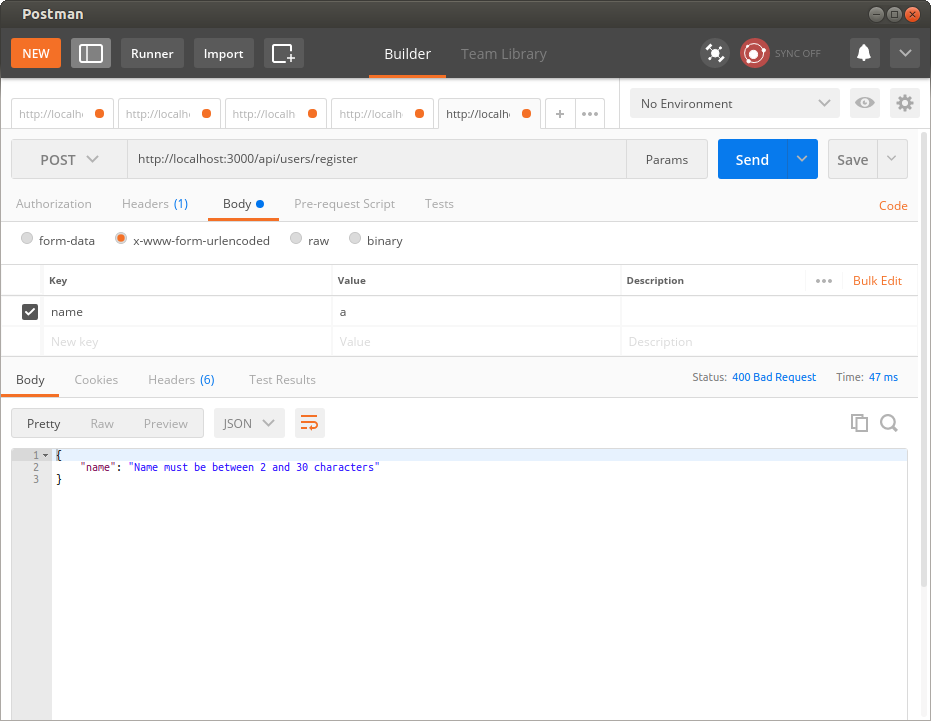 Postman
NEW Runner Import Builder Team Library SYNC OFF
http://localh http://localh http://localh http://localh http://localh + ••• No Environment
POST http://localhost:3000/api/users/register Params Send Save
Authorization Headers (1) Body Pre-request Script Tests Code
form-data x-www-form-urlencoded raw binary
Key Value Description ••• Bulk Edit
name a
New key Value Description
Body Cookies Headers (6) Test Results Status: 400 Bad Request Time: 47 ms
Pretty Raw Preview JSON
1 {
2 "name": "Name must be between 2 and 30 characters"
3 }